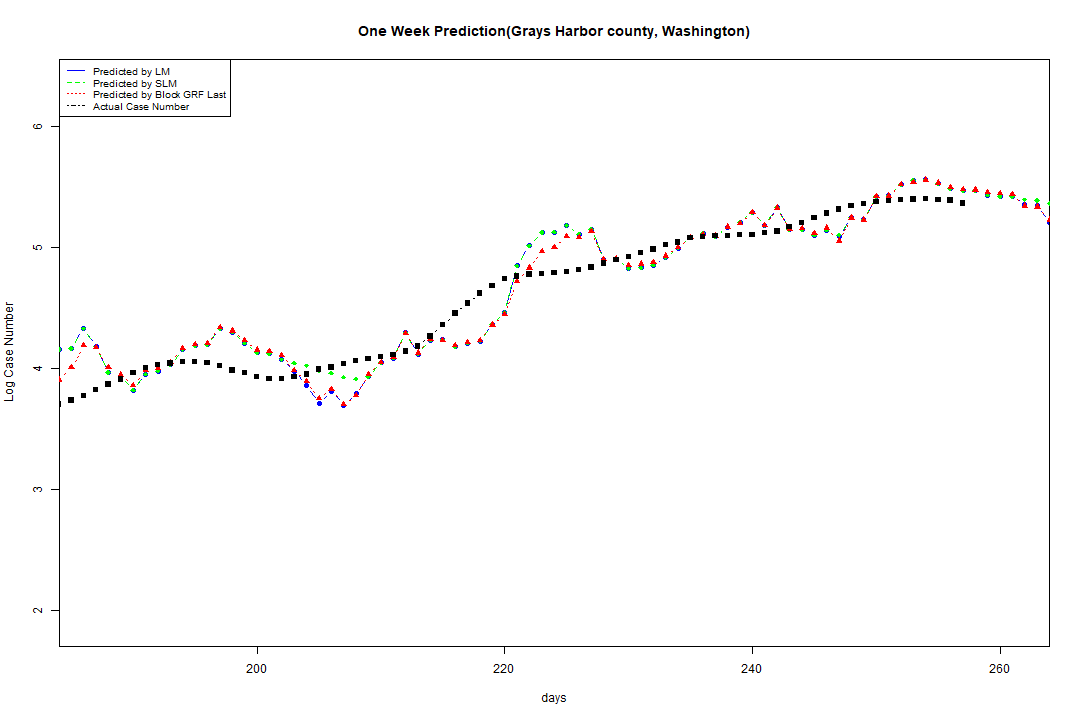 One Week Prediction(Grays Harbor county, Washington)
Predicted by LM
Predicted by SLM
Predicted by Block GRF Last
Actual Case Number
Log Case Number
6
5
4
3
2
200 220 240 260
days